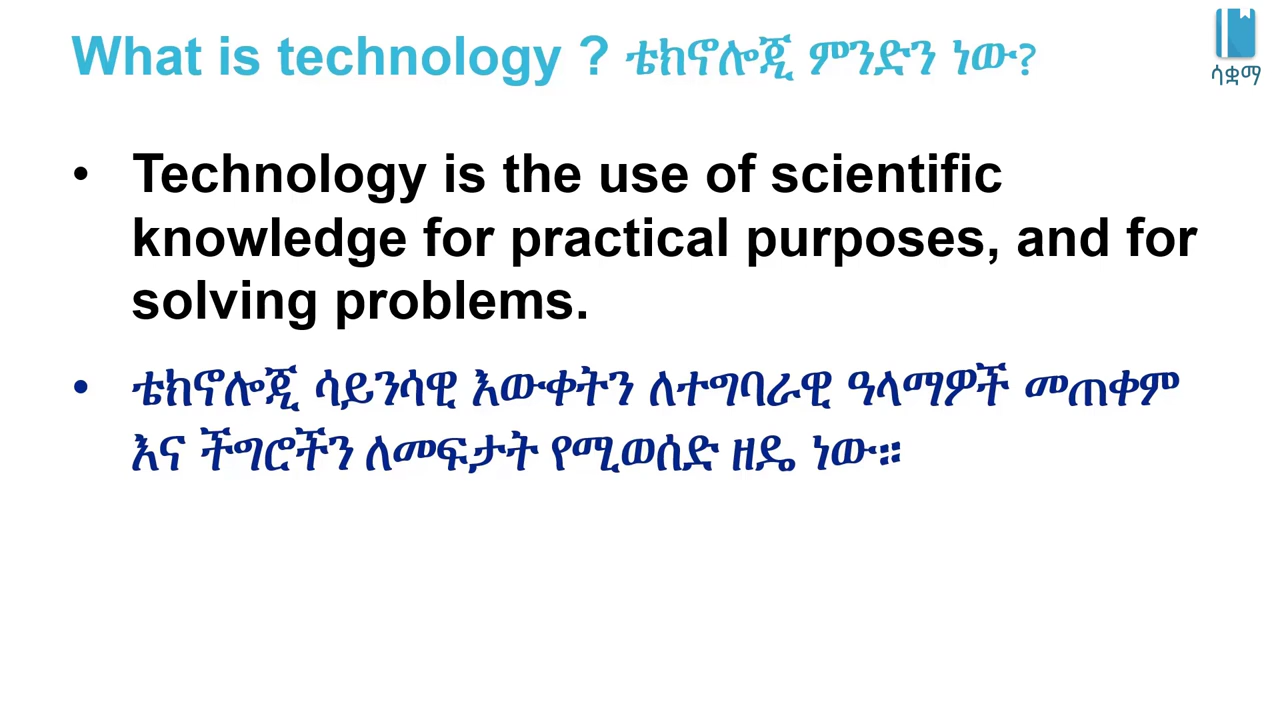 What is technology ? ቴክኖሎጂ ምንድን ነው?
ሳቋማ
• Technology is the use of scientific
knowledge for practical purposes, and for
solving problems.
• ቴክኖሎጂ ሳይንሳዊ እውቀትን ለተግባራዊ ዓላማዎች መጠቀም
እና ችግሮችን ለመፍታት የሚወሰድ ዘዴ ነው።